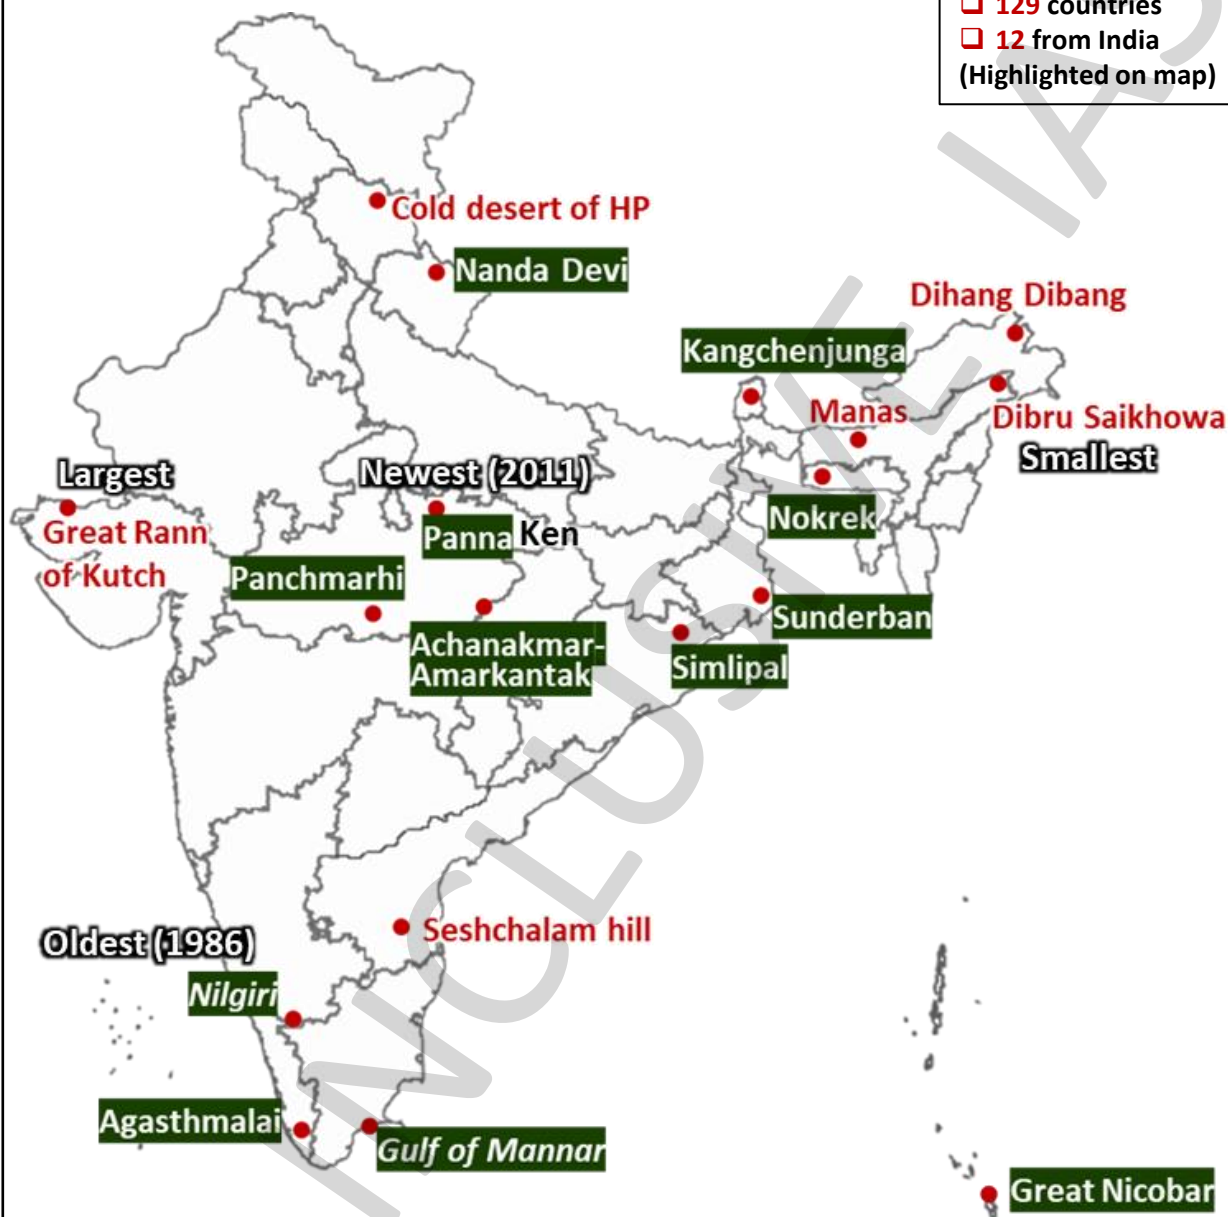 ❑ 129 countries
❑ 12 from India
(Highlighted on map)
Cold desert of HP
Nanda Devi
Dihang Dibang
Kangchenjunga
Manas
Dibru Saikhowa
Smallest
Largest
Newest (2011)
Great Rann
of Kutch
Panna Ken
Nokrek
Panchmarhi
Sunderban
Achanakmar-
Amarkantak
Simlipal
Seshchalam hill
Oldest (1986)
Nilgiri
Agasthmalai
Gulf of Mannar
Great Nicobar
INCLUSIVE IAS